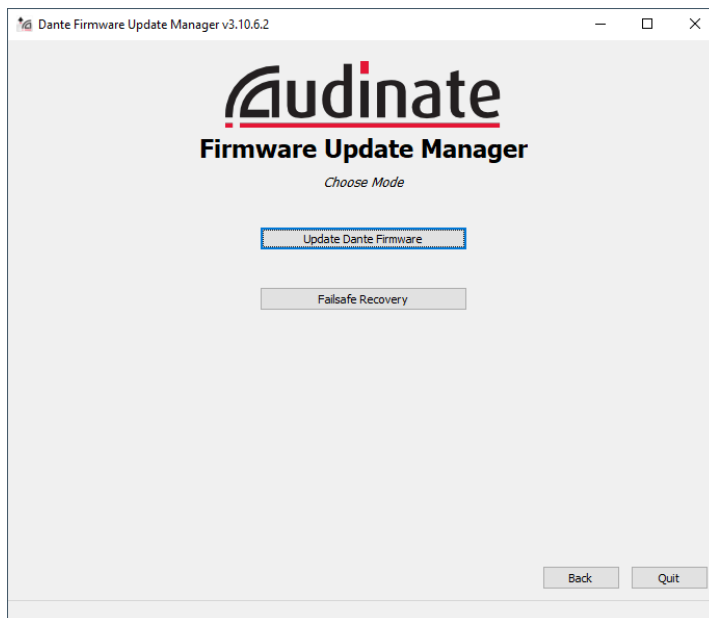 Dante Firmware Update Manager v3.10.6.2
Audinate
Firmware Update Manager
Choose Mode
Update Dante Firmware
Failsafe Recovery
Back Quit